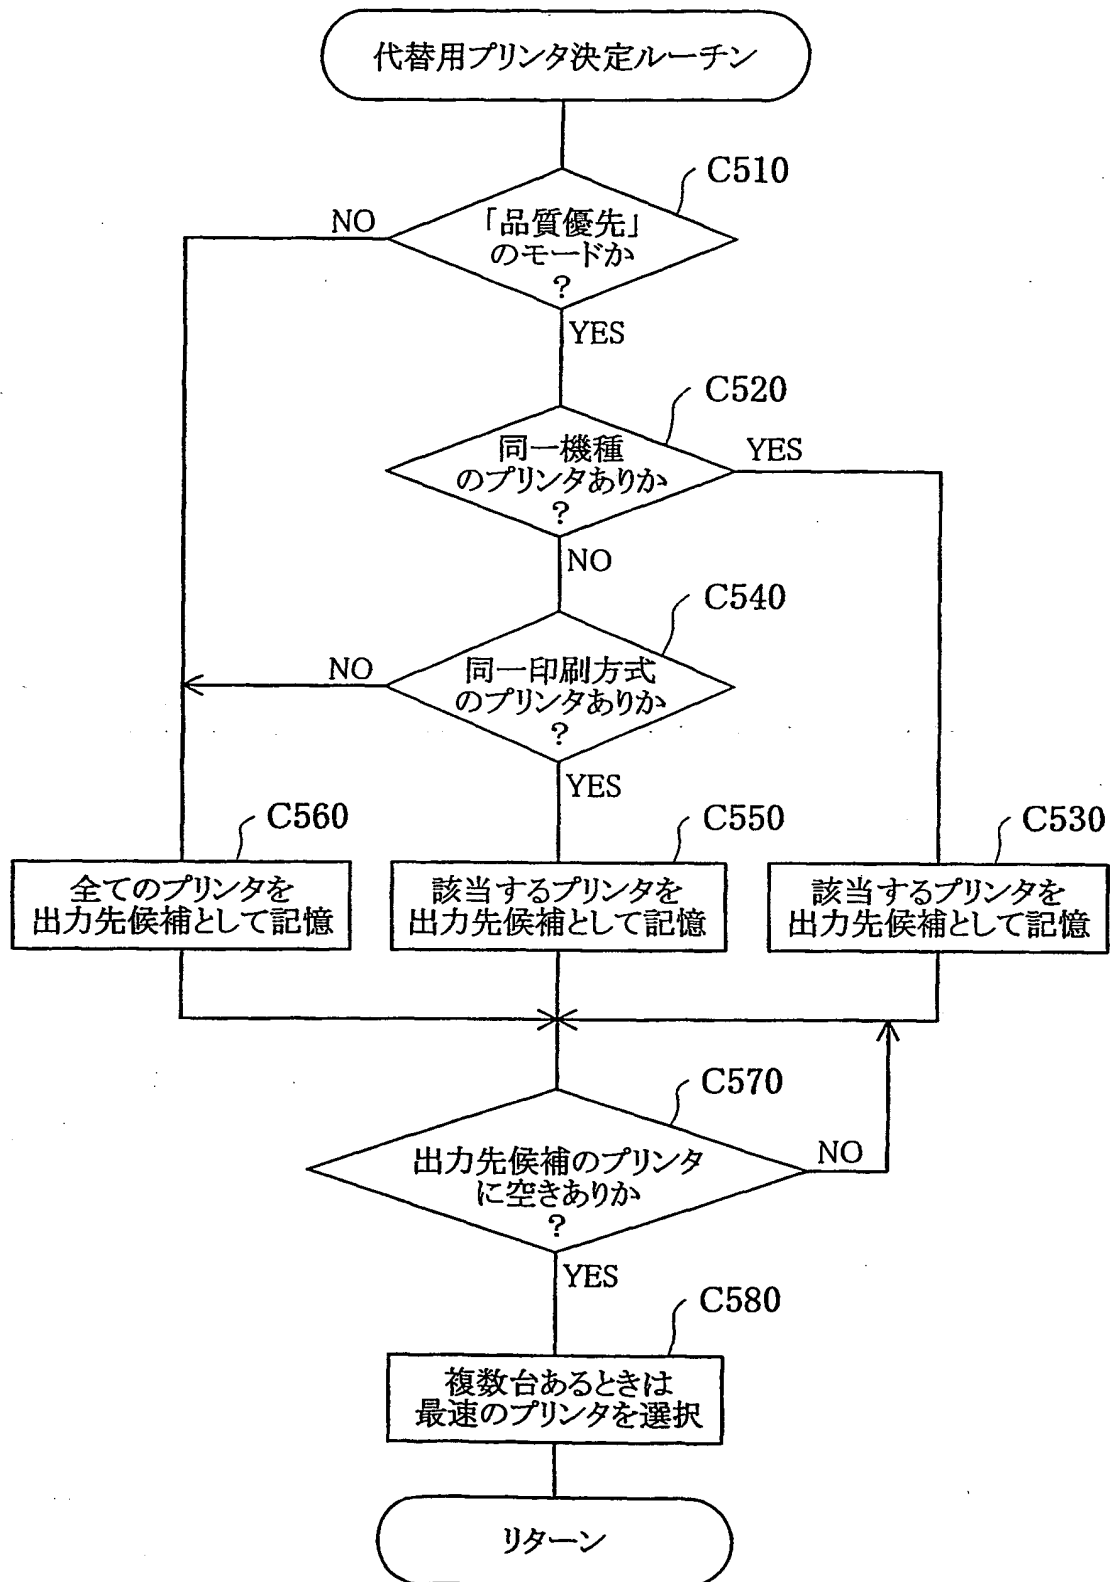 代替用プリンタ決定ルーチン
C510
NO
「品質優先」
のモードか
?
YES
C520
同一機種
のプリンタありか
?
YES
NO
C540
NO
同一印刷方式
のプリンタありか
?
YES
C560
全てのプリンタを
出力先候補として記憶
C550
該当するプリンタを
出力先候補として記憶
C530
該当するプリンタを
出力先候補として記憶
C570
出力先候補のプリンタ
に空きありか
?
NO
YES
C580
複数台あるときは
最速のプリンタを選択
リターン